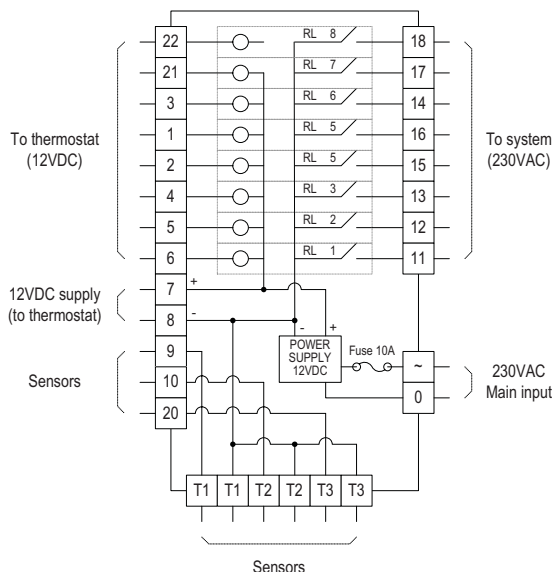 22 RL 8 18
21 RL 7 17
3 RL 6 14
1 RL 5 16
To thermostat
(12VDC)
To system
(230VAC)
2 RL 5 15
4 RL 3 13
5 RL 2 12
6 RL 1 11
7 +
12VDC supply
(to thermostat)
8 -
- +
POWER
SUPPLY
12VDC
Fuse 10A
9
~
10
0
230VAC
Main input
Sensors
20
T1 T1 T2 T2 T3 T3
Sensors